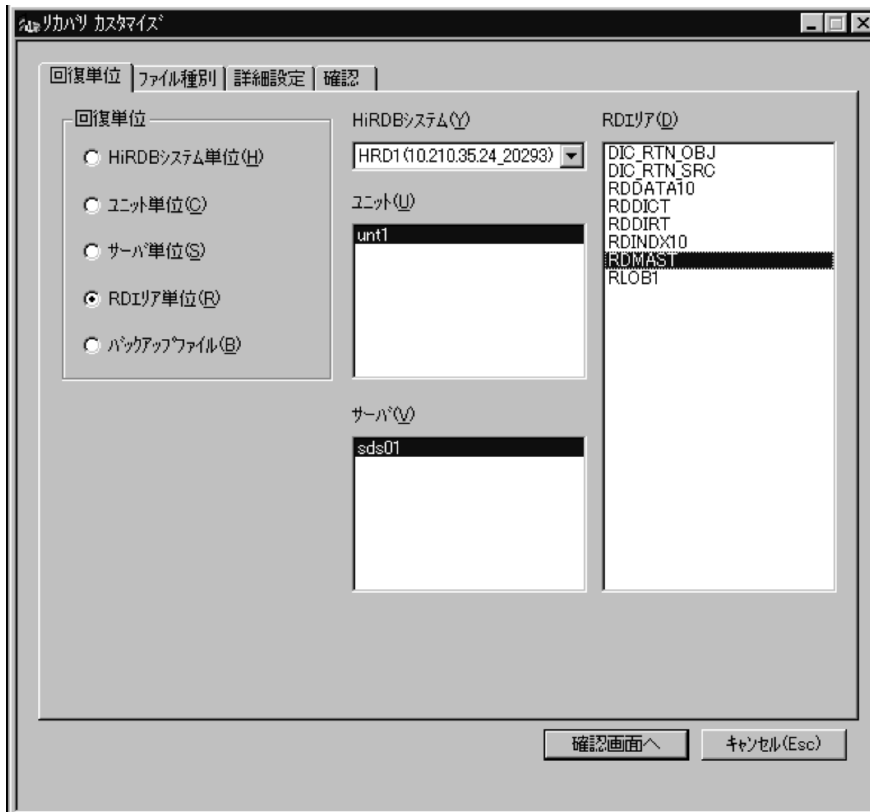 リカバリ カスタマイズ
回復単位
ファイル種別
詳細設定
確認
回復単位
HiRDBシステム単位(H)
ユニット単位(C)
サーバ単位(S)
RDエリア単位(R)
バックアップファイル(B)
HiRDBシステム(Y)
HRD1(10.210.35.24_20293)
ユニット(U)
unt1
サーバ(V)
sds01
RDエリア(D)
DIC_RTN_OBJ
DIC_RTN_SRC
RDDATA10
RDDICT
RDDIRT
RDINDX10
RDMAST
RLOB1
確認画面へ
キャンセル(Esc)